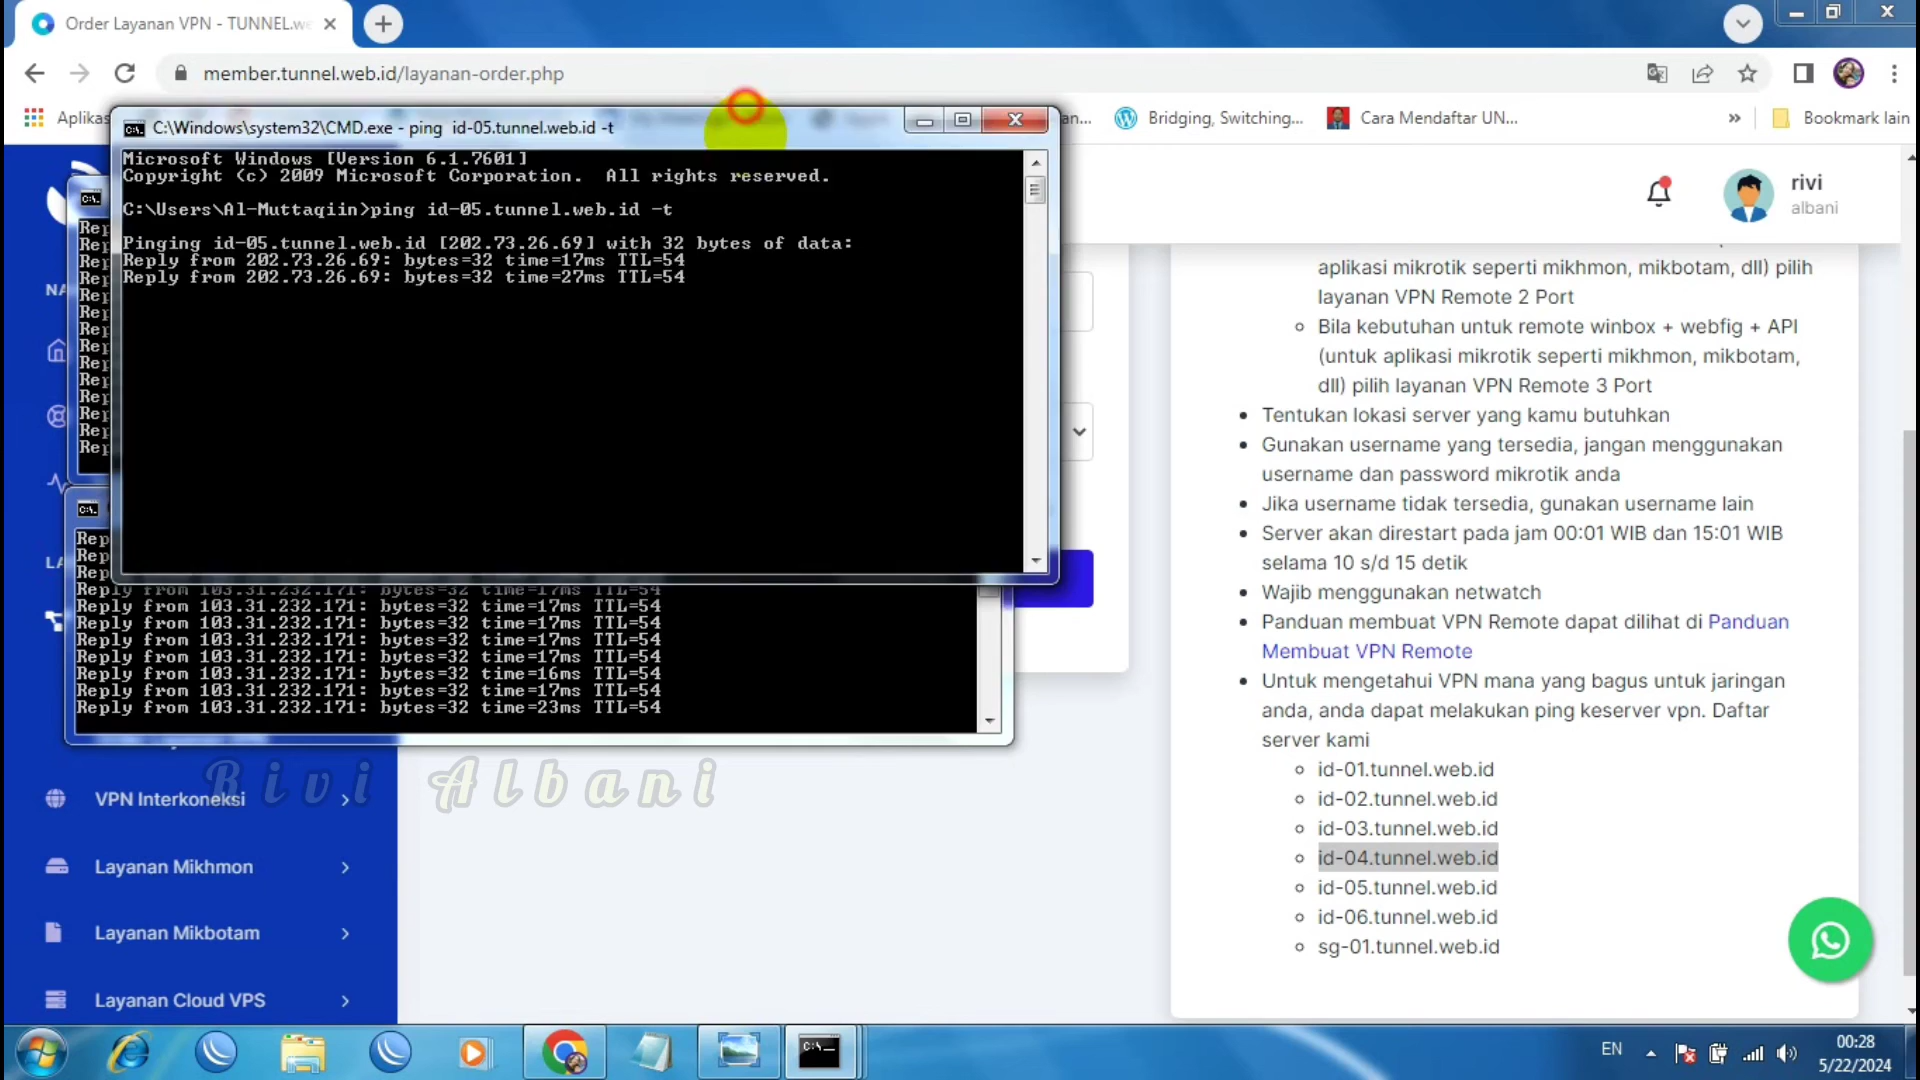 Order Layanan VPN - TUNNEL.we
member.tunnel.web.id/layanan-order.php
Aplikas
an...
Bridging, Switching...
Cara Mendaftar UN...
»
Bookmark lain
C:\Windows\system32\CMD.exe - ping id-05.tunnel.web.id -t
Microsoft Windows [Version 6.1.7601]
Copyright (c) 2009 Microsoft Corporation. All rights reserved.
C:\Users\Al-Muttaqiin>ping id-05.tunnel.web.id -t
Pinging id-05.tunnel.web.id [202.73.26.69] with 32 bytes of data:
Reply from 202.73.26.69: bytes=32 time=17ms TTL=54
Reply from 202.73.26.69: bytes=32 time=27ms TTL=54
Reply from 103.31.232.171: bytes=32 time=17ms TTL=54
Reply from 103.31.232.171: bytes=32 time=17ms TTL=54
Reply from 103.31.232.171: bytes=32 time=17ms TTL=54
Reply from 103.31.232.171: bytes=32 time=17ms TTL=54
Reply from 103.31.232.171: bytes=32 time=17ms TTL=54
Reply from 103.31.232.171: bytes=32 time=16ms TTL=54
Reply from 103.31.232.171: bytes=32 time=17ms TTL=54
Reply from 103.31.232.171: bytes=32 time=23ms TTL=54
Rivi Albani
VPN Interkoneksi
Layanan Mikhmon
Layanan Mikbotam
Layanan Cloud VPS
rivi
albani
aplikasi mikrotik seperti mikhmon, mikbotam, dll) pilih
layanan VPN Remote 2 Port
Bila kebutuhan untuk remote winbox + webfig + API
(untuk aplikasi mikrotik seperti mikhmon, mikbotam,
dll) pilih layanan VPN Remote 3 Port
Tentukan lokasi server yang kamu butuhkan
Gunakan username yang tersedia, jangan menggunakan
username dan password mikrotik anda
Jika username tidak tersedia, gunakan username lain
Server akan direstart pada jam 00:01 WIB dan 15:01 WIB
selama 10 s/d 15 detik
Wajib menggunakan netwatch
Panduan membuat VPN Remote dapat dilihat di Panduan
Membuat VPN Remote
Untuk mengetahui VPN mana yang bagus untuk jaringan
anda, anda dapat melakukan ping keserver vpn. Daftar
server kami
id-01.tunnel.web.id
id-02.tunnel.web.id
id-03.tunnel.web.id
id-04.tunnel.web.id
id-05.tunnel.web.id
id-06.tunnel.web.id
sg-01.tunnel.web.id
EN
00:28
5/22/2024